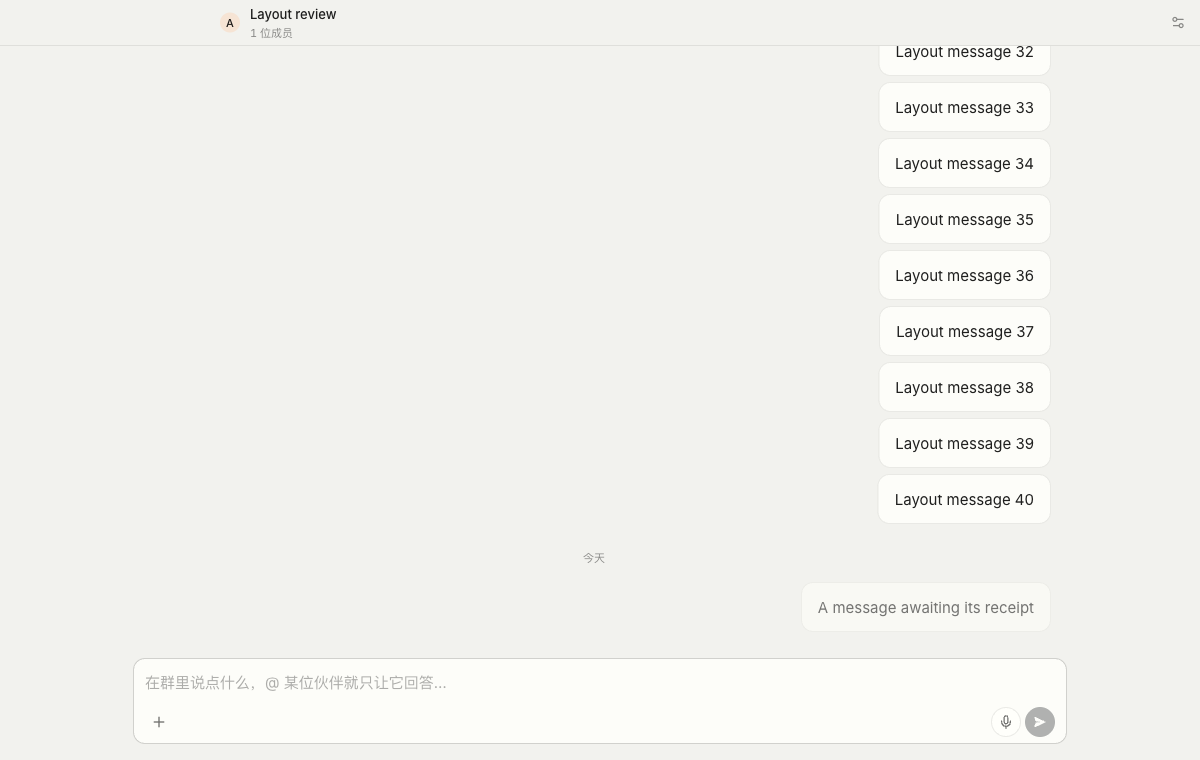 A
Layout review
1 位成员
Layout message 32
Layout message 33
Layout message 34
Layout message 35
Layout message 36
Layout message 37
Layout message 38
Layout message 39
Layout message 40
今天
A message awaiting its receipt
在群里说点什么，@ 某位伙伴就只让它回答...